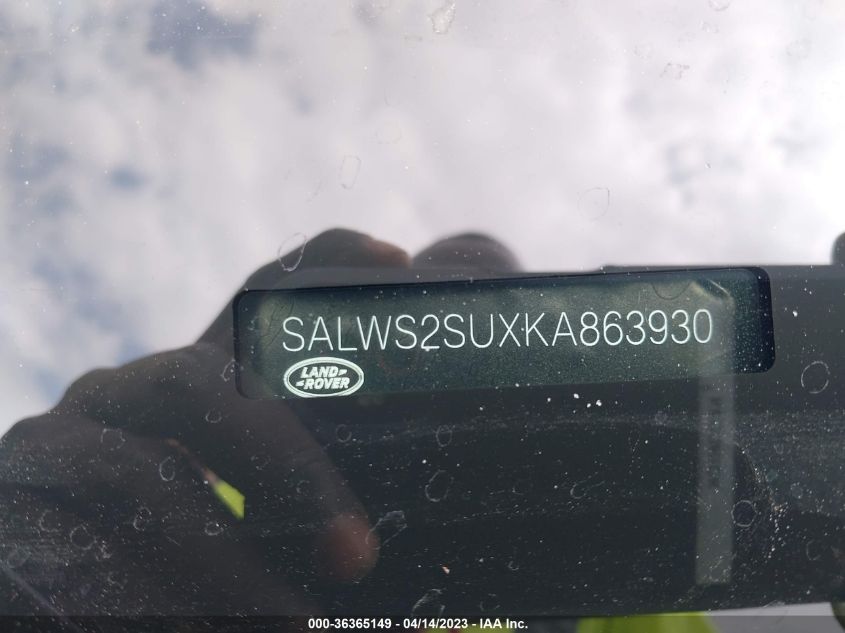 SALWS2SUXKA863930
LAND-
-ROVER
000-36365149 - 04/14/2023 - IAA Inc.